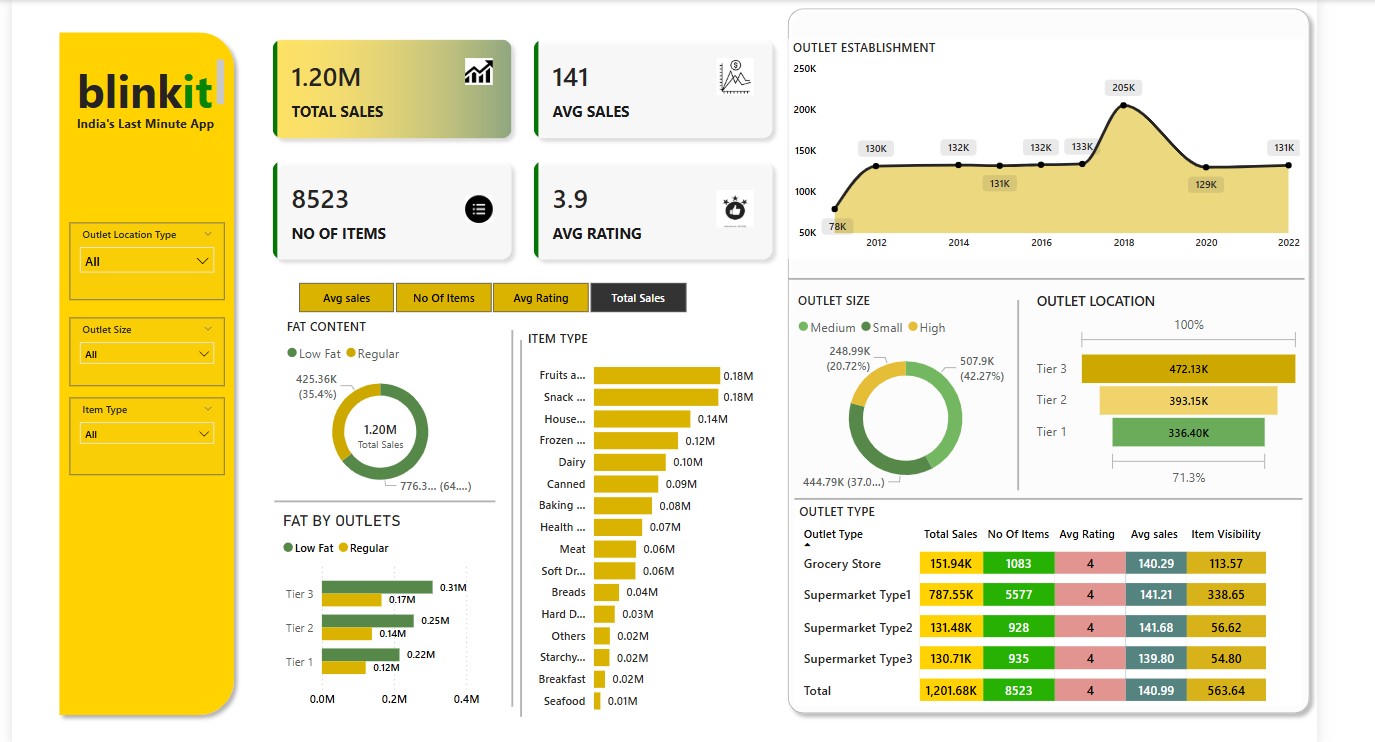 blinkit
India's Last Minute App
Outlet Location Type
All
Outlet Size
All
Item Type
All
1.20M
TOTAL SALES
141
AVG SALES
8523
NO OF ITEMS
3.9
AVG RATING
Avg sales No Of Items Avg Rating Total Sales
FAT CONTENT
Low Fat Regular
425.36K
(35.4%)
1.20M
Total Sales
776.3... (64....)
FAT BY OUTLETS
Low Fat Regular
Tier 3 0.31M
0.17M
Tier 2 0.25M
0.14M
Tier 1 0.22M
0.12M
0.0M 0.2M 0.4M
ITEM TYPE
Fruits a... 0.18M
Snack ... 0.18M
House... 0.14M
Frozen ... 0.12M
Dairy 0.10M
Canned 0.09M
Baking ... 0.08M
Health ... 0.07M
Meat 0.06M
Soft Dr... 0.06M
Breads 0.04M
Hard D... 0.03M
Others 0.02M
Starchy... 0.02M
Breakfast 0.02M
Seafood 0.01M
OUTLET ESTABLISHMENT
250K
200K
150K
100K
50K
78K 130K 132K 131K 132K 133K 205K 129K 131K
2012 2014 2016 2018 2020 2022
OUTLET SIZE
Medium Small High
248.99K
(20.72%)
507.9K
(42.27%)
444.79K (37.0...)
OUTLET LOCATION
100%
Tier 3 472.13K
Tier 2 393.15K
Tier 1 336.40K
71.3%
OUTLET TYPE
Outlet Type Total Sales No Of Items Avg Rating Avg sales Item Visibility
Grocery Store 151.94K 1083 4 140.29 113.57
Supermarket Type1 787.55K 5577 4 141.21 338.65
Supermarket Type2 131.48K 928 4 141.68 56.62
Supermarket Type3 130.71K 935 4 139.80 54.80
Total 1,201.68K 8523 4 140.99 563.64